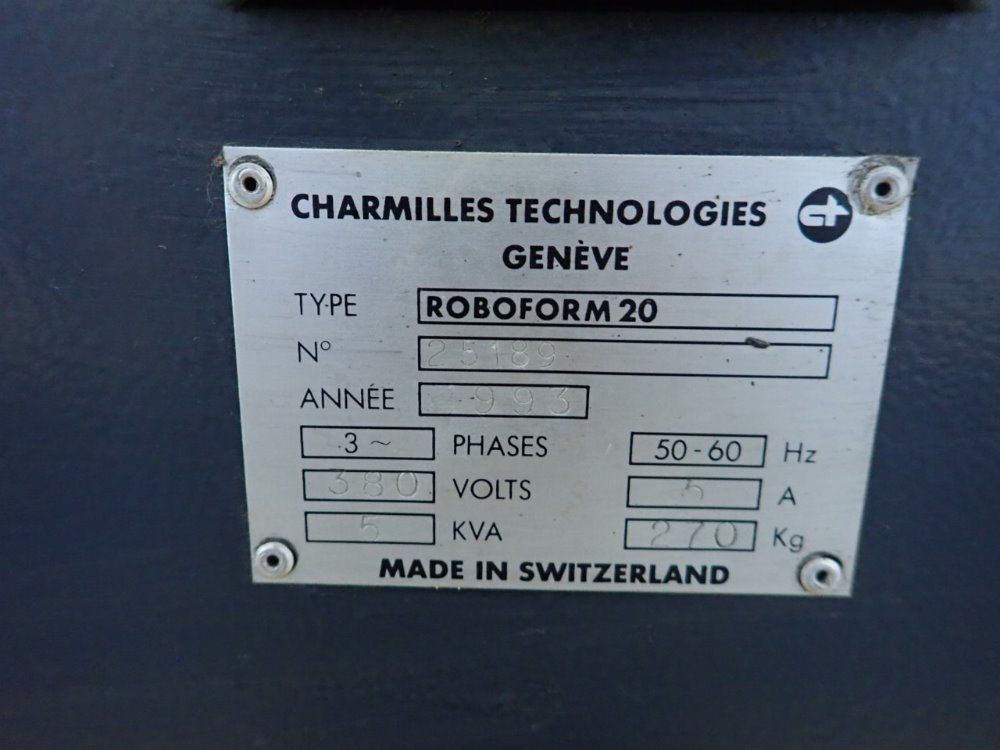 CHARMILLES TECHNOLOGIES
GENÈVE
TYPE ROBOFORM 20
N° 25189
ANNÉE 1993
3 ~ PHASES 50-60 Hz
380 VOLTS 5 A
5 KVA 270 Kg
MADE IN SWITZERLAND